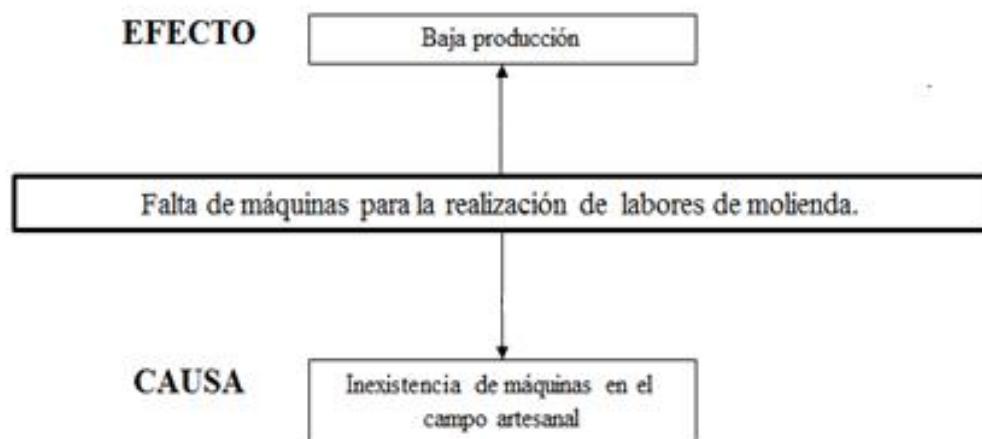 EFECTO
Baja producción
Falta de máquinas para la realización de labores de molienda.
CAUSA
Inexistencia de máquinas en el
campo artesanal